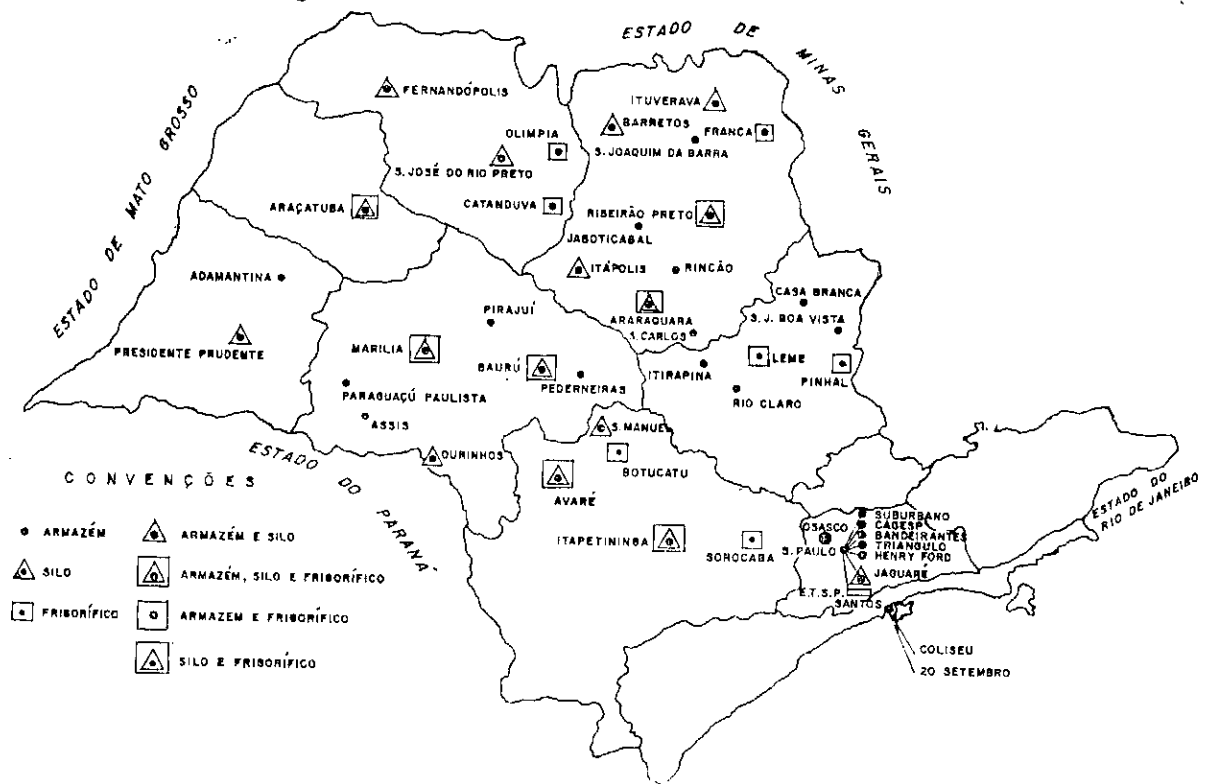 ESTADO DE MINAS GERAIS
ESTADO DE MATO GROSSO
FERNANDÓPOLIS
ITUVERAVA
BARRETOS
OLIMPIA
FRANCA
S. JOAQUIM DA BARRA
S. JOSÉ DO RIO PRETO
ARAÇATUBA
CATANDUVA
RIBEIRÃO PRETO
JABOTICABAL
ADAMANTINA
ITÁPOLIS
RINCÃO
CASA BRANCA
PIRAJUÍ
ARARAQUARA
S. J. BOA VISTA
S. CARLOS
PRESIDENTE PRUDENTE
MARILIA
BAURÚ
LEME
ITIRAPINA
PINHAL
PEDERNEIRAS
PARAGUAÇÚ PAULISTA
RIO CLARO
ASSIS
S. MANUEL
ESTADO DO PARANÁ
OURINHOS
BOTUCATU
AVARÉ
ESTADO DO
RIO DE JANEIRO
ITAPETININGA
SOROCABA
OSASCO
SUBURBANO
CAGESP
BANDEIRANTES
S. PAULO
TRIANGULO
HENRY FORD
JAGUARÉ
E.T.S.P.
SANTOS
COLISEU
20 SETEMBRO
CONVENÇÕES
ARMAZÉM
ARMAZÉM E SILO
SILO
ARMAZÉM, SILO E FRIGORÍFICO
FRIGORÍFICO
ARMAZEM E FRIGORÍFICO
SILO E FRIGORÍFICO